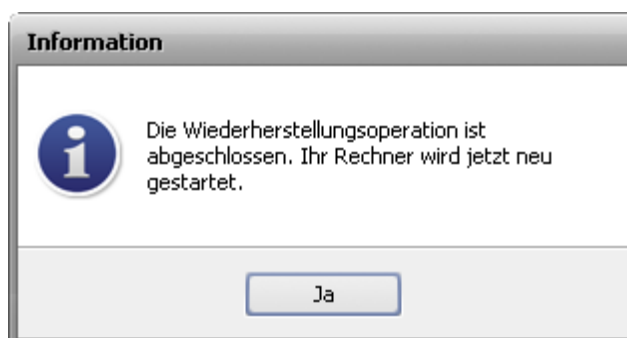 Information
Die Wiederherstellungsoperation ist
abgeschlossen. Ihr Rechner wird jetzt neu
gestartet.
Ja